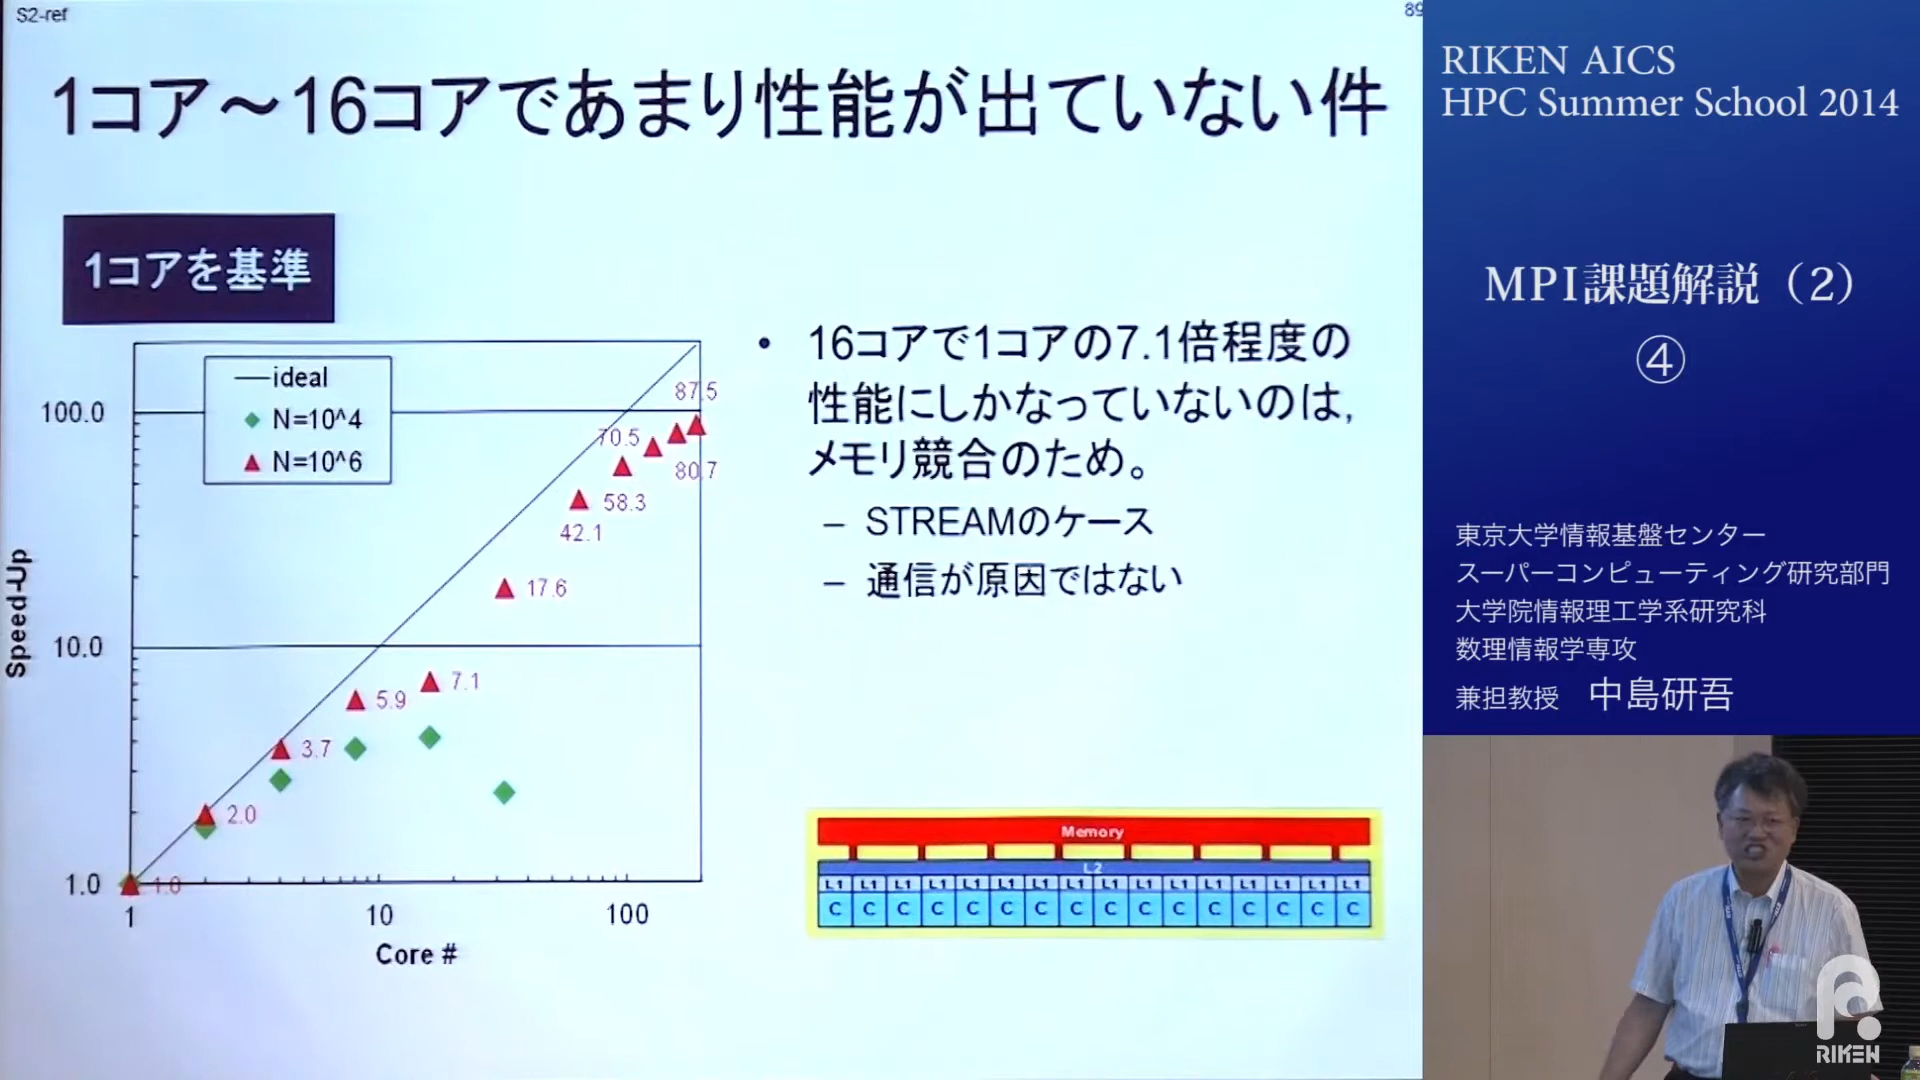 S2-ref
89
1コア～16コアであまり性能が出ていない件
1コアを基準
ideal
N=10^4
N=10^6
100.0
10.0
1.0
Speed-Up
1
10
100
Core #
87.5
70.5
80.7
58.3
42.1
17.6
7.1
5.9
3.7
2.0
1.0
• 16コアで1コアの7.1倍程度の
性能にしかなっていないのは,
メモリ競合のため。
– STREAMのケース
– 通信が原因ではない
Memory
L2
L1 L1 L1 L1 L1 L1 L1 L1 L1 L1 L1 L1 L1 L1 L1 L1
C C C C C C C C C C C C C C C C
RIKEN AICS
HPC Summer School 2014
MPI課題解説（2）
④
東京大学情報基盤センター
スーパーコンピューティング研究部門
大学院情報理工学系研究科
数理情報学専攻
兼担教授 中島研吾
RIKEN